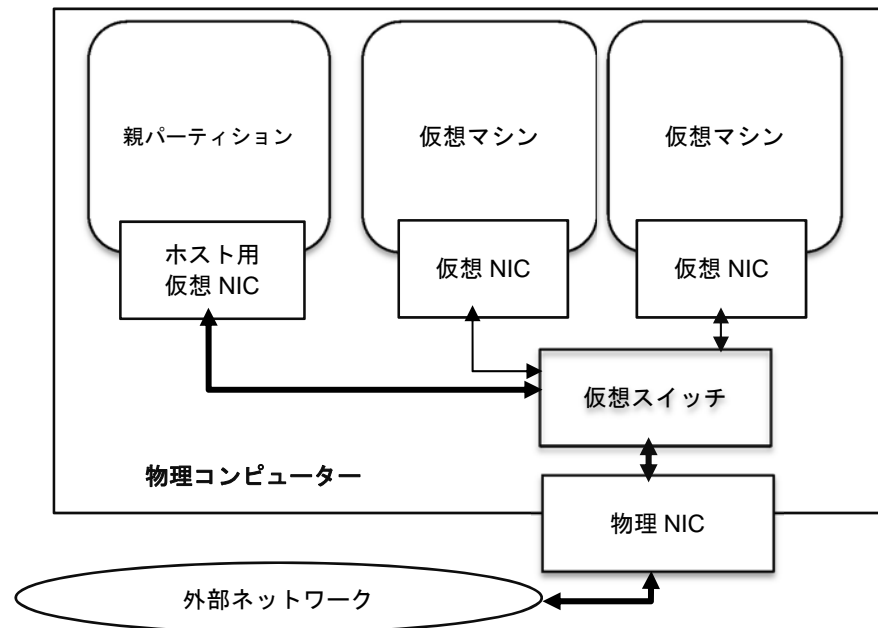 親パーティション
仮想マシン
仮想マシン
ホスト用
仮想 NIC
仮想 NIC
仮想 NIC
仮想スイッチ
物理コンピューター
物理 NIC
外部ネットワーク